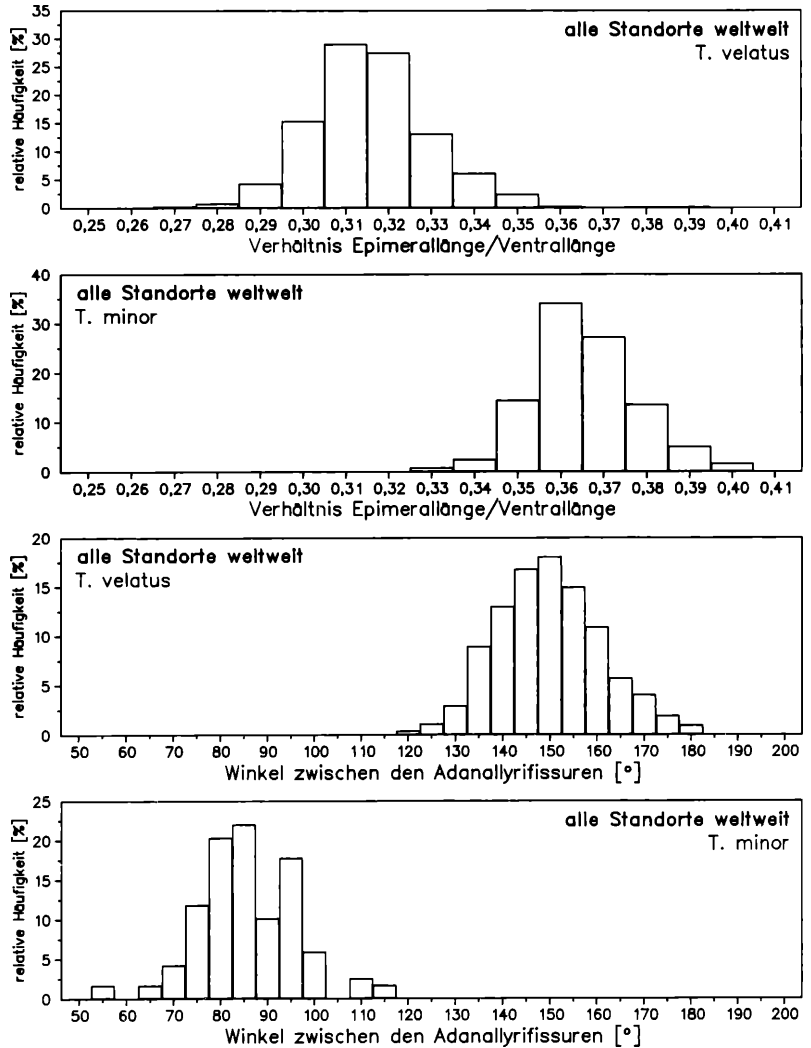 35
30
25
20
15
10
5
0
relative Häufigkeit [%]
alle Standorte weltweit
T. velatus
0,25 0,26 0,27 0,28 0,29 0,30 0,31 0,32 0,33 0,34 0,35 0,36 0,37 0,38 0,39 0,40 0,41
Verhältnis Epimerallänge/Ventrallänge
40
30
20
10
0
relative Häufigkeit [%]
alle Standorte weltweit
T. minor
0,25 0,26 0,27 0,28 0,29 0,30 0,31 0,32 0,33 0,34 0,35 0,36 0,37 0,38 0,39 0,40 0,41
Verhältnis Epimerallänge/Ventrallänge
20
15
10
5
0
relative Häufigkeit [%]
alle Standorte weltweit
T. velatus
50 60 70 80 90 100 110 120 130 140 150 160 170 180 190 200
Winkel zwischen den Adanallyrifissuren [°]
25
20
15
10
5
0
relative Häufigkeit [%]
alle Standorte weltweit
T. minor
50 60 70 80 90 100 110 120 130 140 150 160 170 180 190 200
Winkel zwischen den Adanallyrifissuren [°]